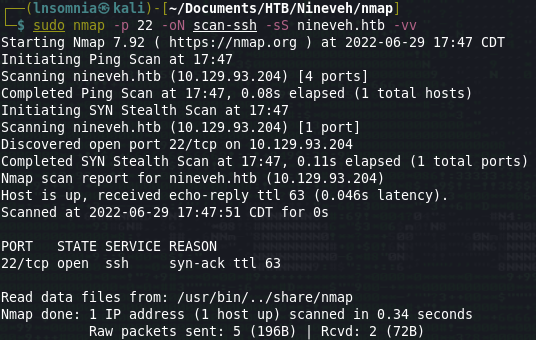 ┌──(lnsomnia㉿kali)-[~/Documents/HTB/Nineveh/nmap]
└─$ sudo nmap -p 22 -oN scan-ssh -sS nineveh.htb -vv
Starting Nmap 7.92 ( https://nmap.org ) at 2022-06-29 17:47 CDT
Initiating Ping Scan at 17:47
Scanning nineveh.htb (10.129.93.204) [4 ports]
Completed Ping Scan at 17:47, 0.08s elapsed (1 total hosts)
Initiating SYN Stealth Scan at 17:47
Scanning nineveh.htb (10.129.93.204) [1 port]
Discovered open port 22/tcp on 10.129.93.204
Completed SYN Stealth Scan at 17:47, 0.11s elapsed (1 total ports)
Nmap scan report for nineveh.htb (10.129.93.204)
Host is up, received echo-reply ttl 63 (0.046s latency).
Scanned at 2022-06-29 17:47:51 CDT for 0s

PORT   STATE SERVICE REASON
22/tcp open  ssh     syn-ack ttl 63

Read data files from: /usr/bin/../share/nmap
Nmap done: 1 IP address (1 host up) scanned in 0.34 seconds
           Raw packets sent: 5 (196B) | Rcvd: 2 (72B)